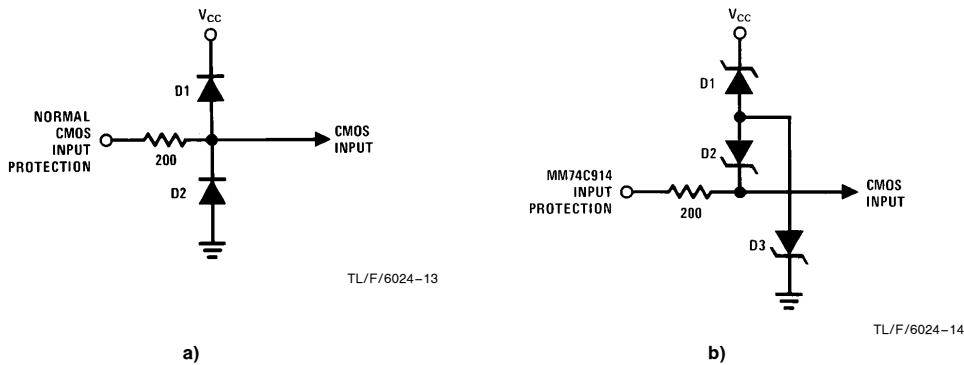 VCC
D1
NORMAL
CMOS
INPUT
PROTECTION
200
CMOS
INPUT
D2
TL/F/6024–13
a)
VCC
D1
D2
MM74C914
INPUT
PROTECTION
200
CMOS
INPUT
D3
TL/F/6024–14
b)